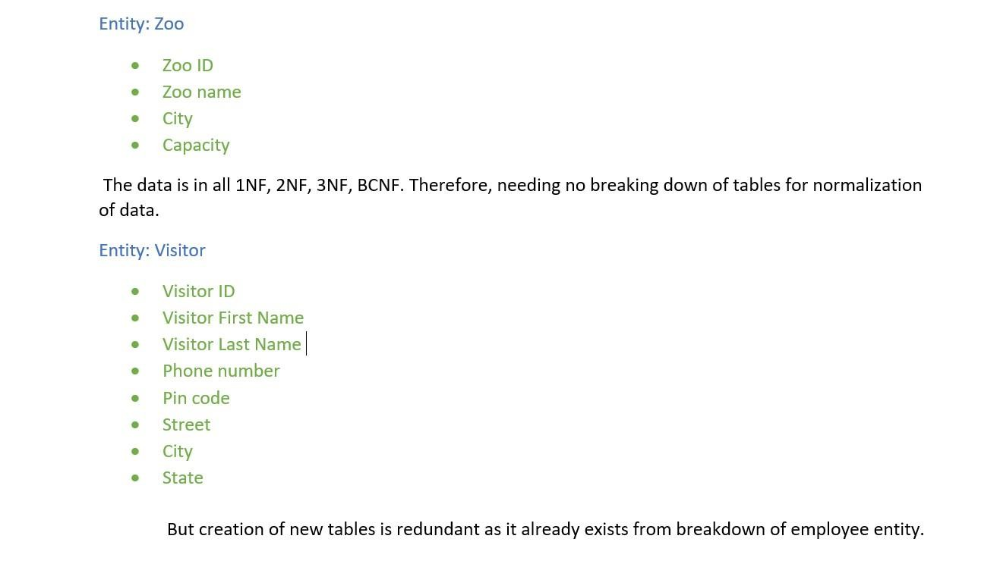 Entity: Zoo
• Zoo ID
• Zoo name
• City
• Capacity
The data is in all 1NF, 2NF, 3NF, BCNF. Therefore, needing no breaking down of tables for normalization
of data.
Entity: Visitor
• Visitor ID
• Visitor First Name
• Visitor Last Name
• Phone number
• Pin code
• Street
• City
• State
But creation of new tables is redundant as it already exists from breakdown of employee entity.